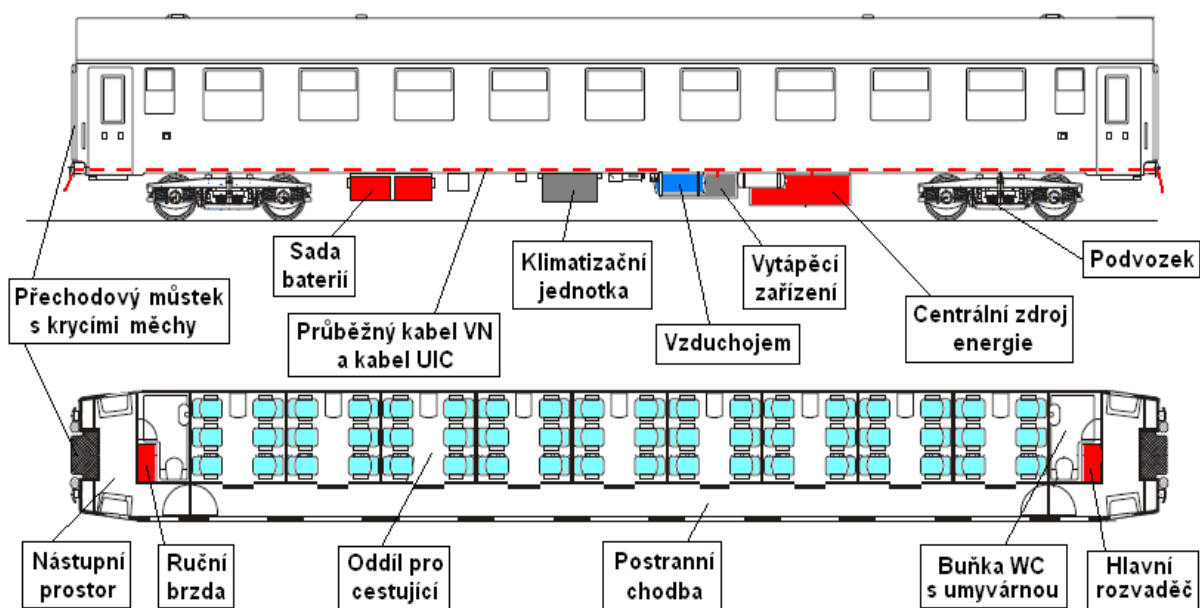 Sada
baterií
Klimatizační
jednotka
Vytápěcí
zařízení
Podvozek
Přechodový můstek
s krycími měchy
Průběžný kabel VN
a kabel UIC
Vzduchojem
Centrální zdroj
energie
Nástupní
prostor
Ruční
brzda
Oddíl pro
cestující
Postranní
chodba
Buňka WC
s umyvárnou
Hlavní
rozvaděč